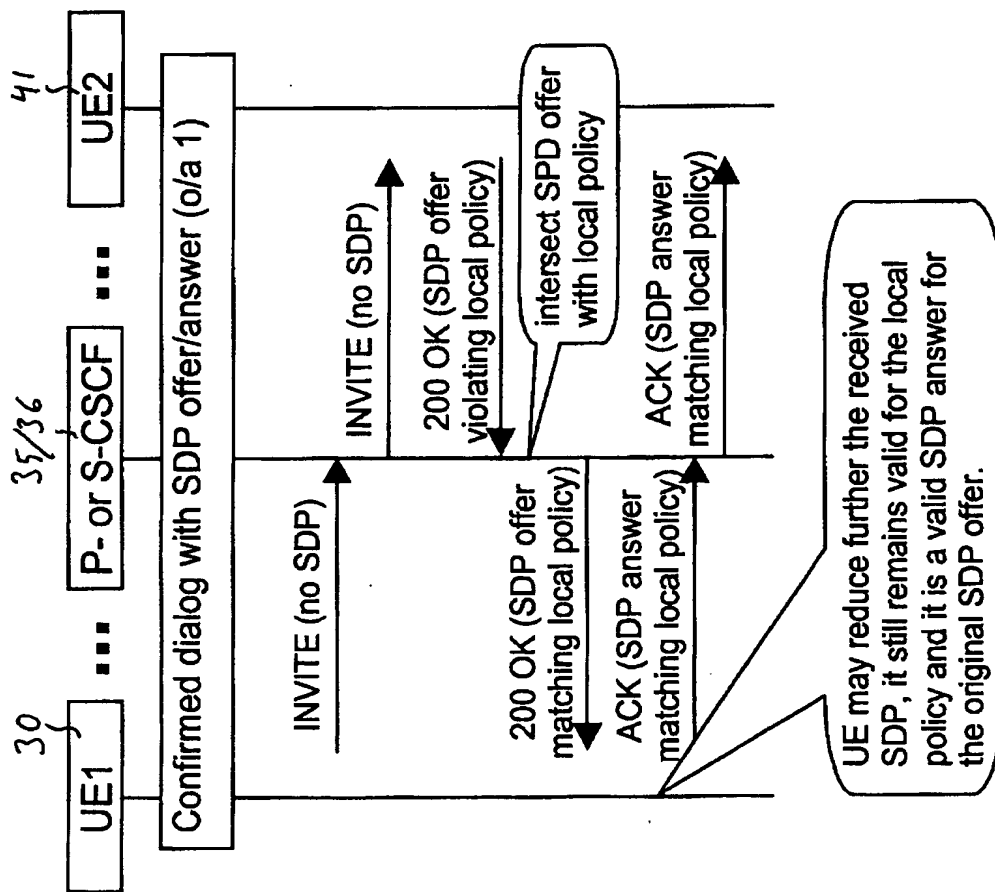 30
35/36
41
UE1
...
P- or S-CSCF
...
UE2
Confirmed dialog with SDP offer/answer (o/a 1)
INVITE (no SDP)
INVITE (no SDP)
200 OK (SDP offer
violating local policy)
intersect SPD offer
with local policy
200 OK (SDP offer
matching local policy)
ACK (SDP answer
matching local policy)
ACK (SDP answer
matching local policy)
UE may reduce further the received
SDP, it still remains valid for the local
policy and it is a valid SDP answer for
the original SDP offer.